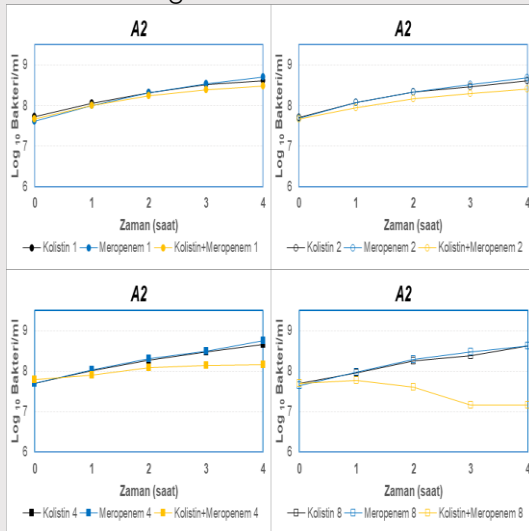 A2
Log 10 Bakteri/ml
9
8
7
6
0 1 2 3 4
Zaman (saat)
Kolistin 1 Meropenem 1 Kolistin+Meropenem 1
A2
Log 10 Bakteri/ml
9
8
7
6
0 1 2 3 4
Zaman (saat)
Kolistin 2 Meropenem 2 Kolistin+Meropenem 2
A2
Log 10 Bakteri/ml
9
8
7
6
0 1 2 3 4
Zaman (saat)
Kolistin 4 Meropenem 4 Kolistin+Meropenem 4
A2
Log 10 Bakteri/ml
9
8
7
6
0 1 2 3 4
Zaman (saat)
Kolistin 8 Meropenem 8 Kolistin+Meropenem 8